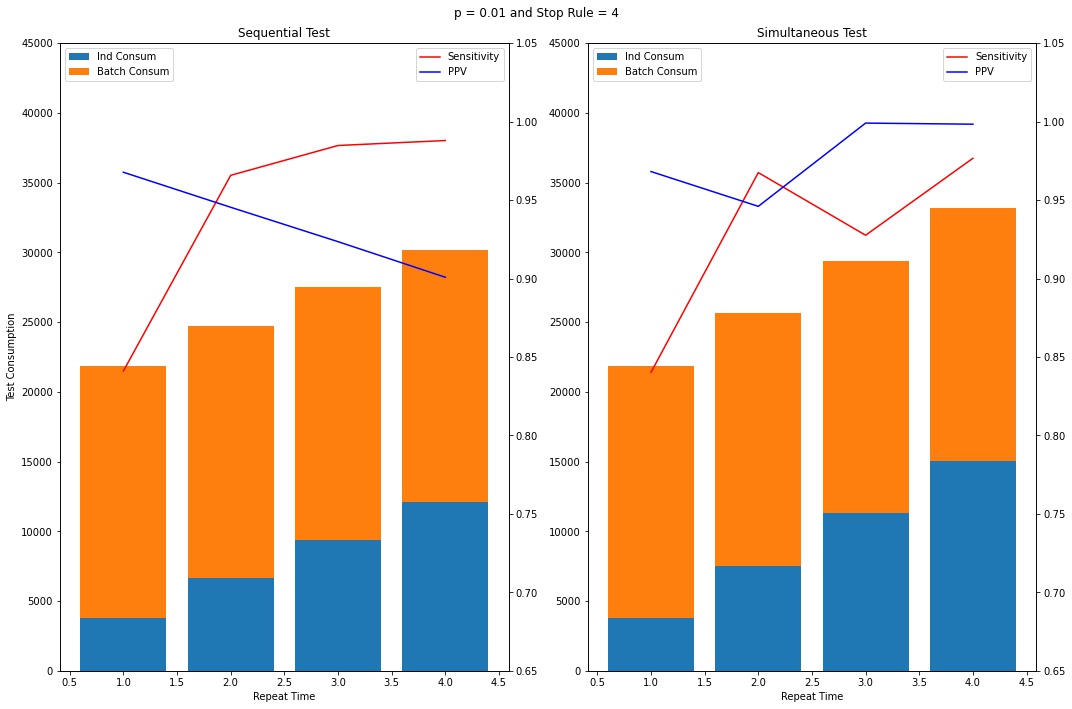 p = 0.01 and Stop Rule = 4
Sequential Test
Ind Consum
Batch Consum
Sensitivity
PPV
45000
40000
35000
30000
25000
20000
15000
10000
5000
0
Test Consumption
1.05
1.00
0.95
0.90
0.85
0.80
0.75
0.70
0.65
0.5 1.0 1.5 2.0 2.5 3.0 3.5 4.0 4.5
Repeat Time
Simultaneous Test
Ind Consum
Batch Consum
Sensitivity
PPV
45000
40000
35000
30000
25000
20000
15000
10000
5000
0
1.05
1.00
0.95
0.90
0.85
0.80
0.75
0.70
0.65
0.5 1.0 1.5 2.0 2.5 3.0 3.5 4.0 4.5
Repeat Time